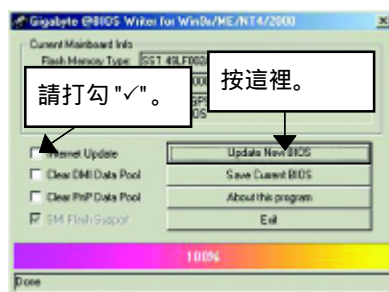 Gigabyte @BIOS Writer for Win9x/ME/NT4/2000
Current Mainboard Info
Flash Memory Type: SST 49LF002
請打勾"✓"。
按這裡。
Internet Update
Update New BIOS
Clear DMI Data Pool
Save Current BIOS
Clear PnP Data Pool
About this program
SMI Flash Support
Exit
100%
Done